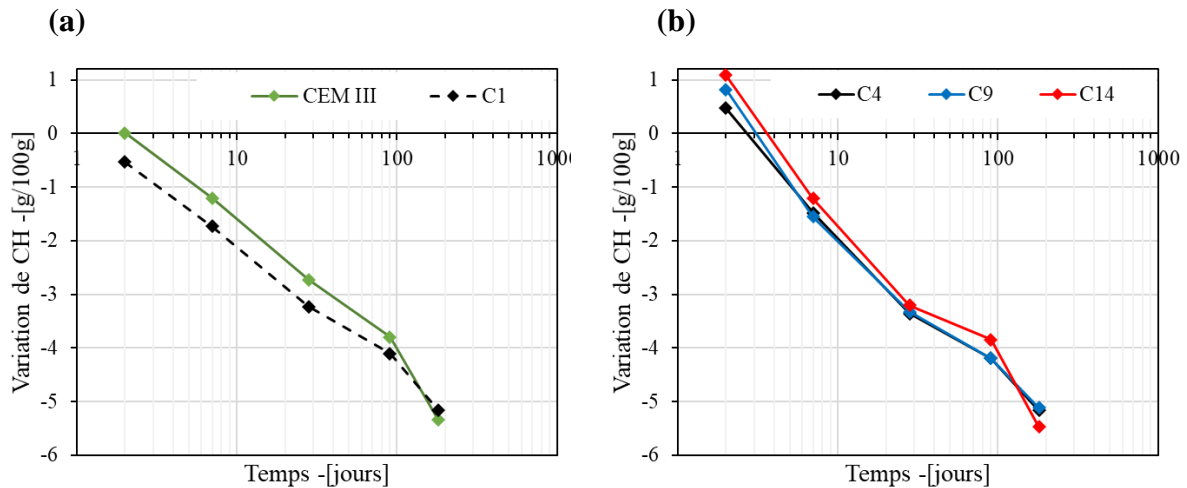 (a)
(b)
CEM III
C1
1
0
-1
-2
-3
-4
-5
-6
1
10
100
1000
Variation de CH -[g/100g]
Temps -[jours]
C4
C9
C14
1
0
-1
-2
-3
-4
-5
-6
1
10
100
1000
Variation de CH -[g/100g]
Temps -[jours]